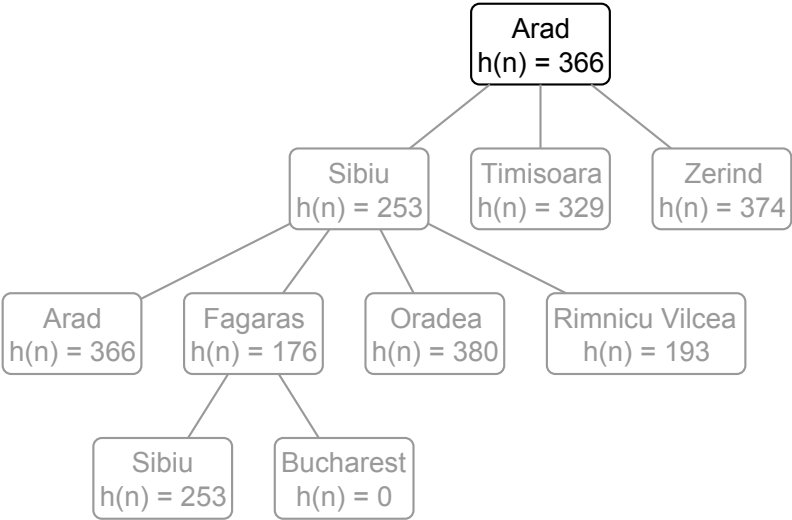 Arad
h(n) = 366
Sibiu
h(n) = 253
Timisoara
h(n) = 329
Zerind
h(n) = 374
Arad
h(n) = 366
Fagaras
h(n) = 176
Oradea
h(n) = 380
Rimnicu Vilcea
h(n) = 193
Sibiu
h(n) = 253
Bucharest
h(n) = 0